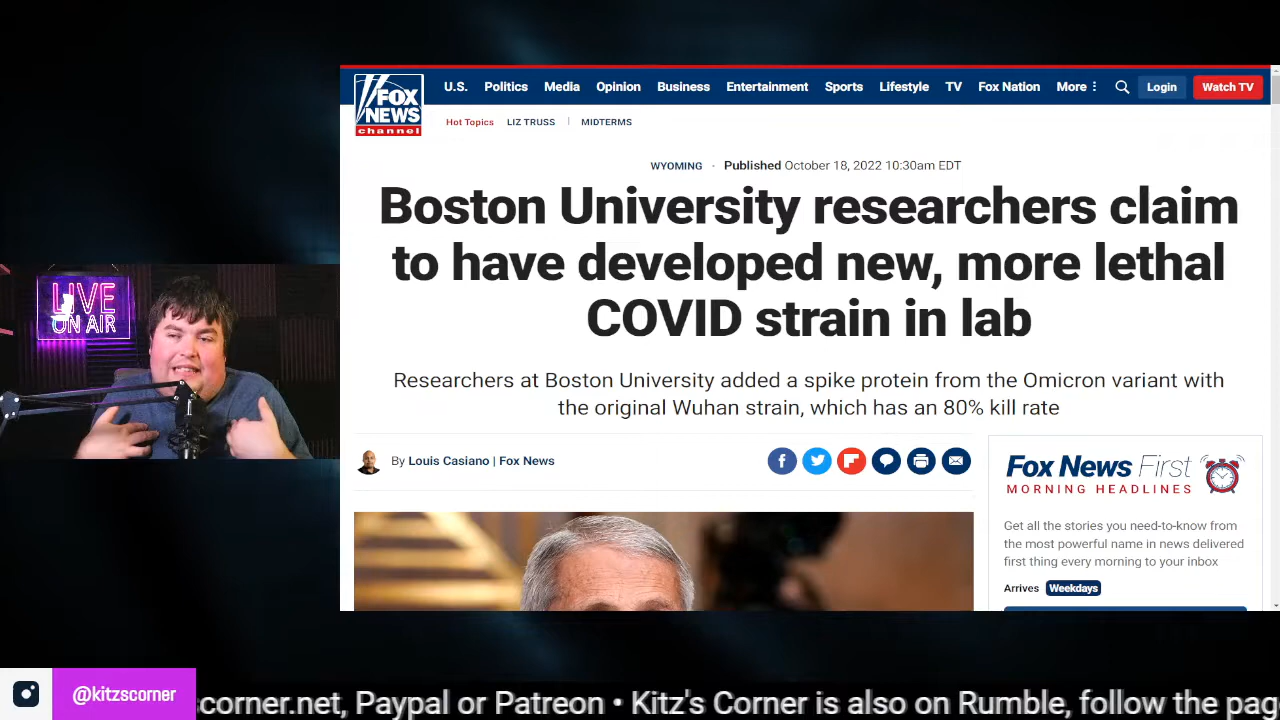 FOX
NEWS
channel
U.S. Politics Media Opinion Business Entertainment Sports Lifestyle TV Fox Nation More Login Watch TV
Hot Topics LIZ TRUSS MIDTERMS
WYOMING - Published October 18, 2022 10:30am EDT
Boston University researchers claim
to have developed new, more lethal
COVID strain in lab
Researchers at Boston University added a spike protein from the Omicron variant with
the original Wuhan strain, which has an 80% kill rate
LIVE
ON AIR
By Louis Casiano | Fox News
Fox News First
MORNING HEADLINES
Get all the stories you need-to-know from
the most powerful name in news delivered
first thing every morning to your inbox
Arrives Weekdays
@kitzscorner
scorner.net, Paypal or Patreon • Kitz's Corner is also on Rumble, follow the pag